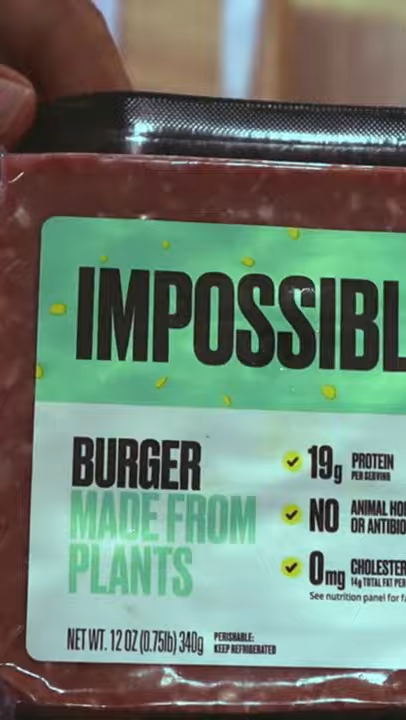 IMPOSSIBL
BURGER
MADE FROM
PLANTS
19g PROTEIN
PER SERVING
NO ANIMAL HO
OR ANTIBIO
0mg CHOLESTER
14g TOTAL FAT PER
See nutrition panel for fa
NET WT. 12 OZ (0.75lb) 340g
PERISHABLE:
KEEP REFRIGERATED